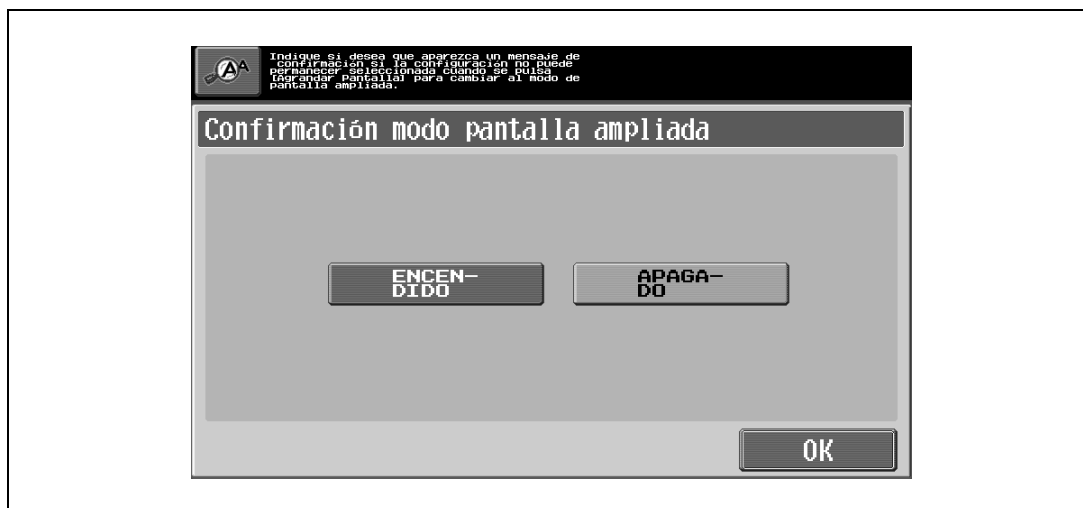 AA
Indique si desea que aparezca un mensaje de
confirmación si la configuración no puede
permanecer seleccionada cuando se pulsa
[Agrandar Pantalla] para cambiar al modo de
pantalla ampliada.
Confirmación modo pantalla ampliada
ENCEN-
DIDO
APAGA-
DO
OK